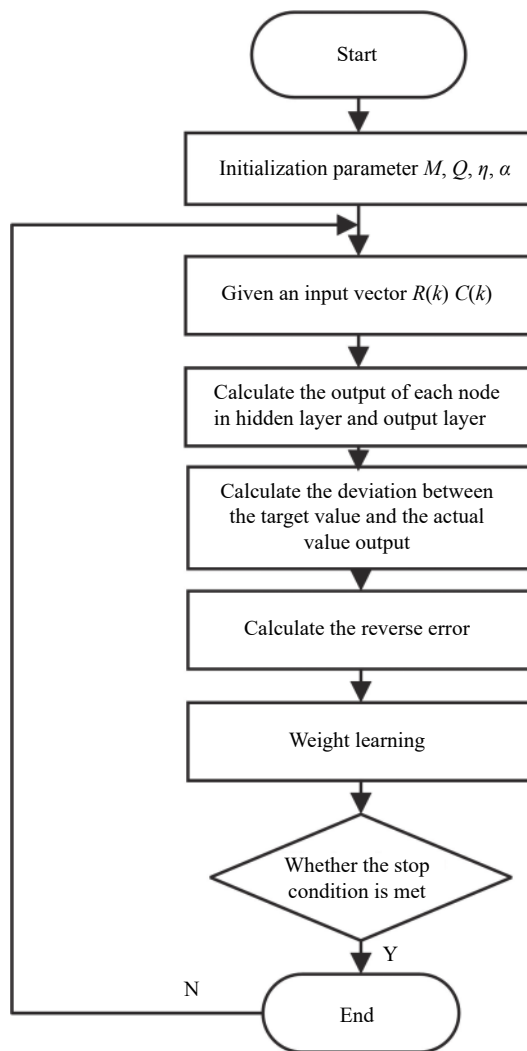 Start
Initialization parameter M, Q, η, α
Given an input vector R(k) C(k)
Calculate the output of each node
in hidden layer and output layer
Calculate the deviation between
the target value and the actual
value output
Calculate the reverse error
Weight learning
Whether the stop
condition is met
Y
N
End